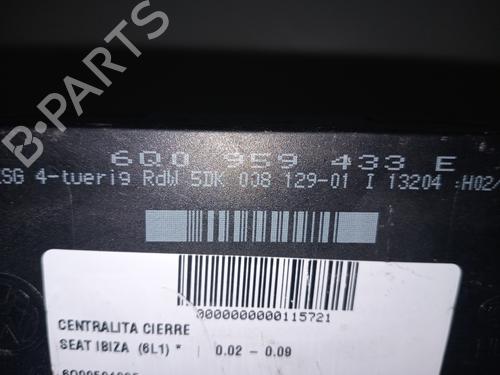 B-PARTS
6Q0 959 433 E
SG 4-tuerig RdW 5DK 008 129-01 I 13204 :H02/
0000000000115721
CENTRALITA CIERRE
SEAT IBIZA (6L1) * | 0.02 – 0.09